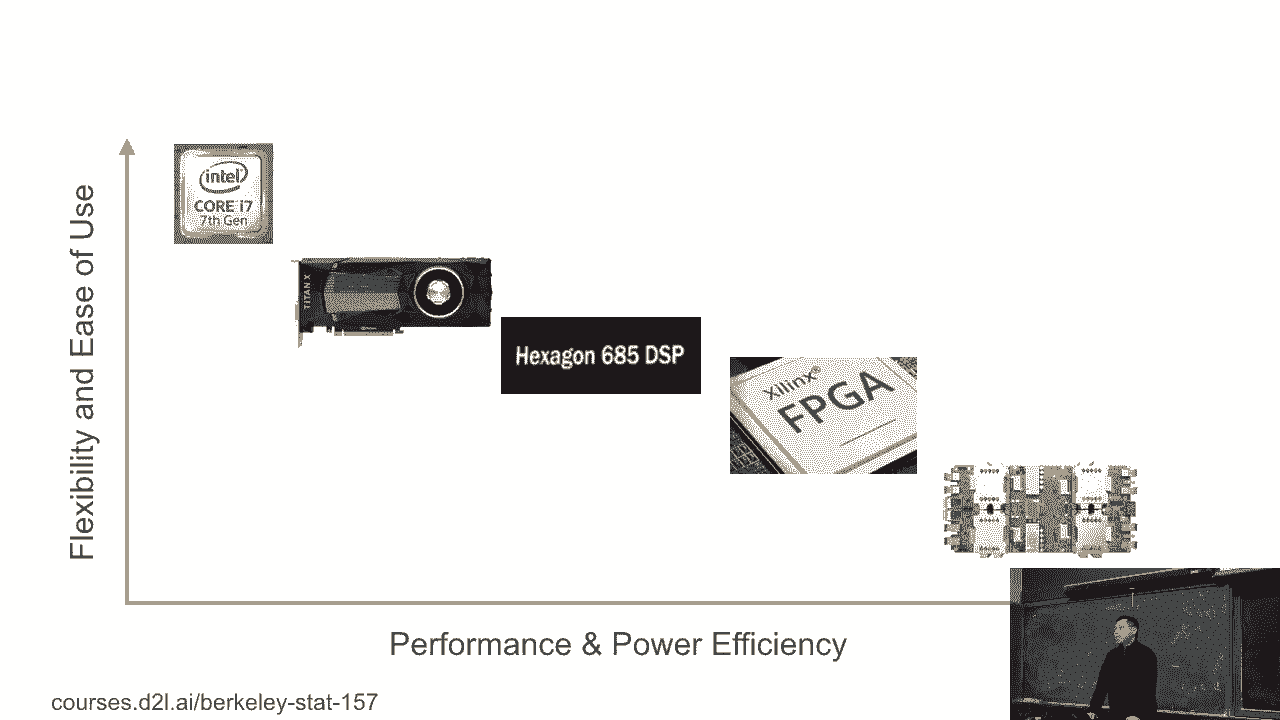 Flexibility and Ease of Use
intel
CORE i7
7th Gen
TITAN X
Hexagon 685 DSP
Xilinx®
FPGA
Performance & Power Efficiency
courses.d2l.ai/berkeley-stat-157